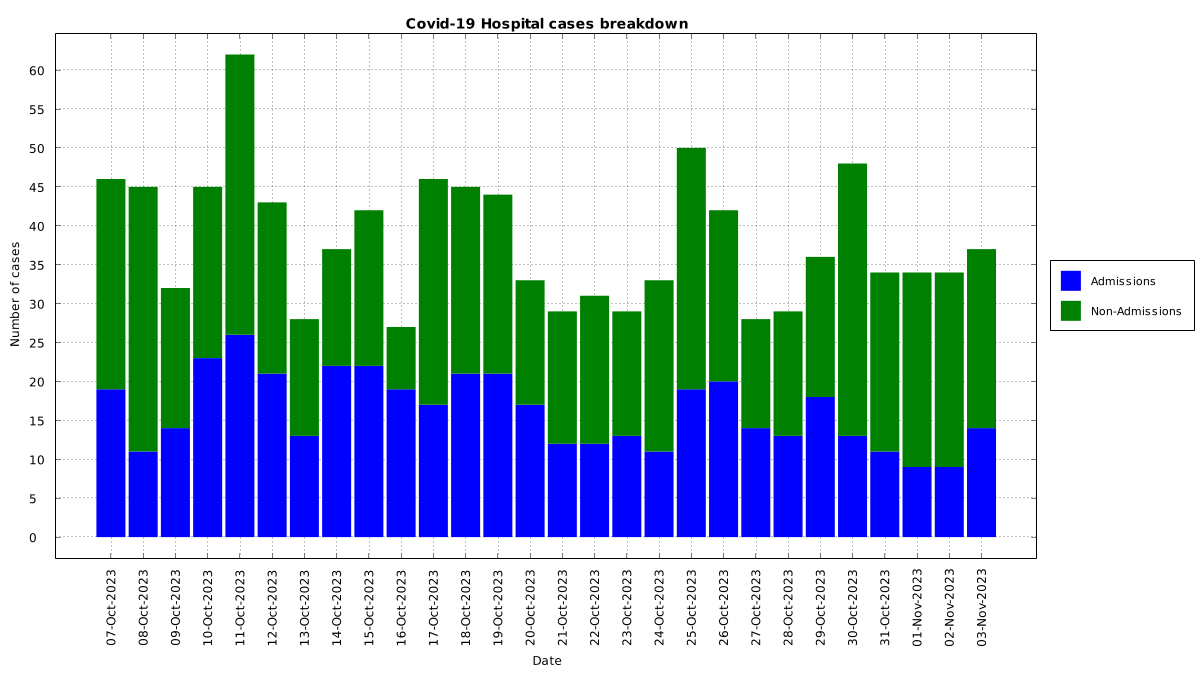 Covid-19 Hospital cases breakdown
60
55
50
45
40
35
30
25
20
15
10
5
0
Number of cases
07-Oct-2023
08-Oct-2023
09-Oct-2023
10-Oct-2023
11-Oct-2023
12-Oct-2023
13-Oct-2023
14-Oct-2023
15-Oct-2023
16-Oct-2023
17-Oct-2023
18-Oct-2023
19-Oct-2023
20-Oct-2023
21-Oct-2023
22-Oct-2023
23-Oct-2023
24-Oct-2023
25-Oct-2023
26-Oct-2023
27-Oct-2023
28-Oct-2023
29-Oct-2023
30-Oct-2023
31-Oct-2023
01-Nov-2023
02-Nov-2023
03-Nov-2023
Date
Admissions
Non-Admissions